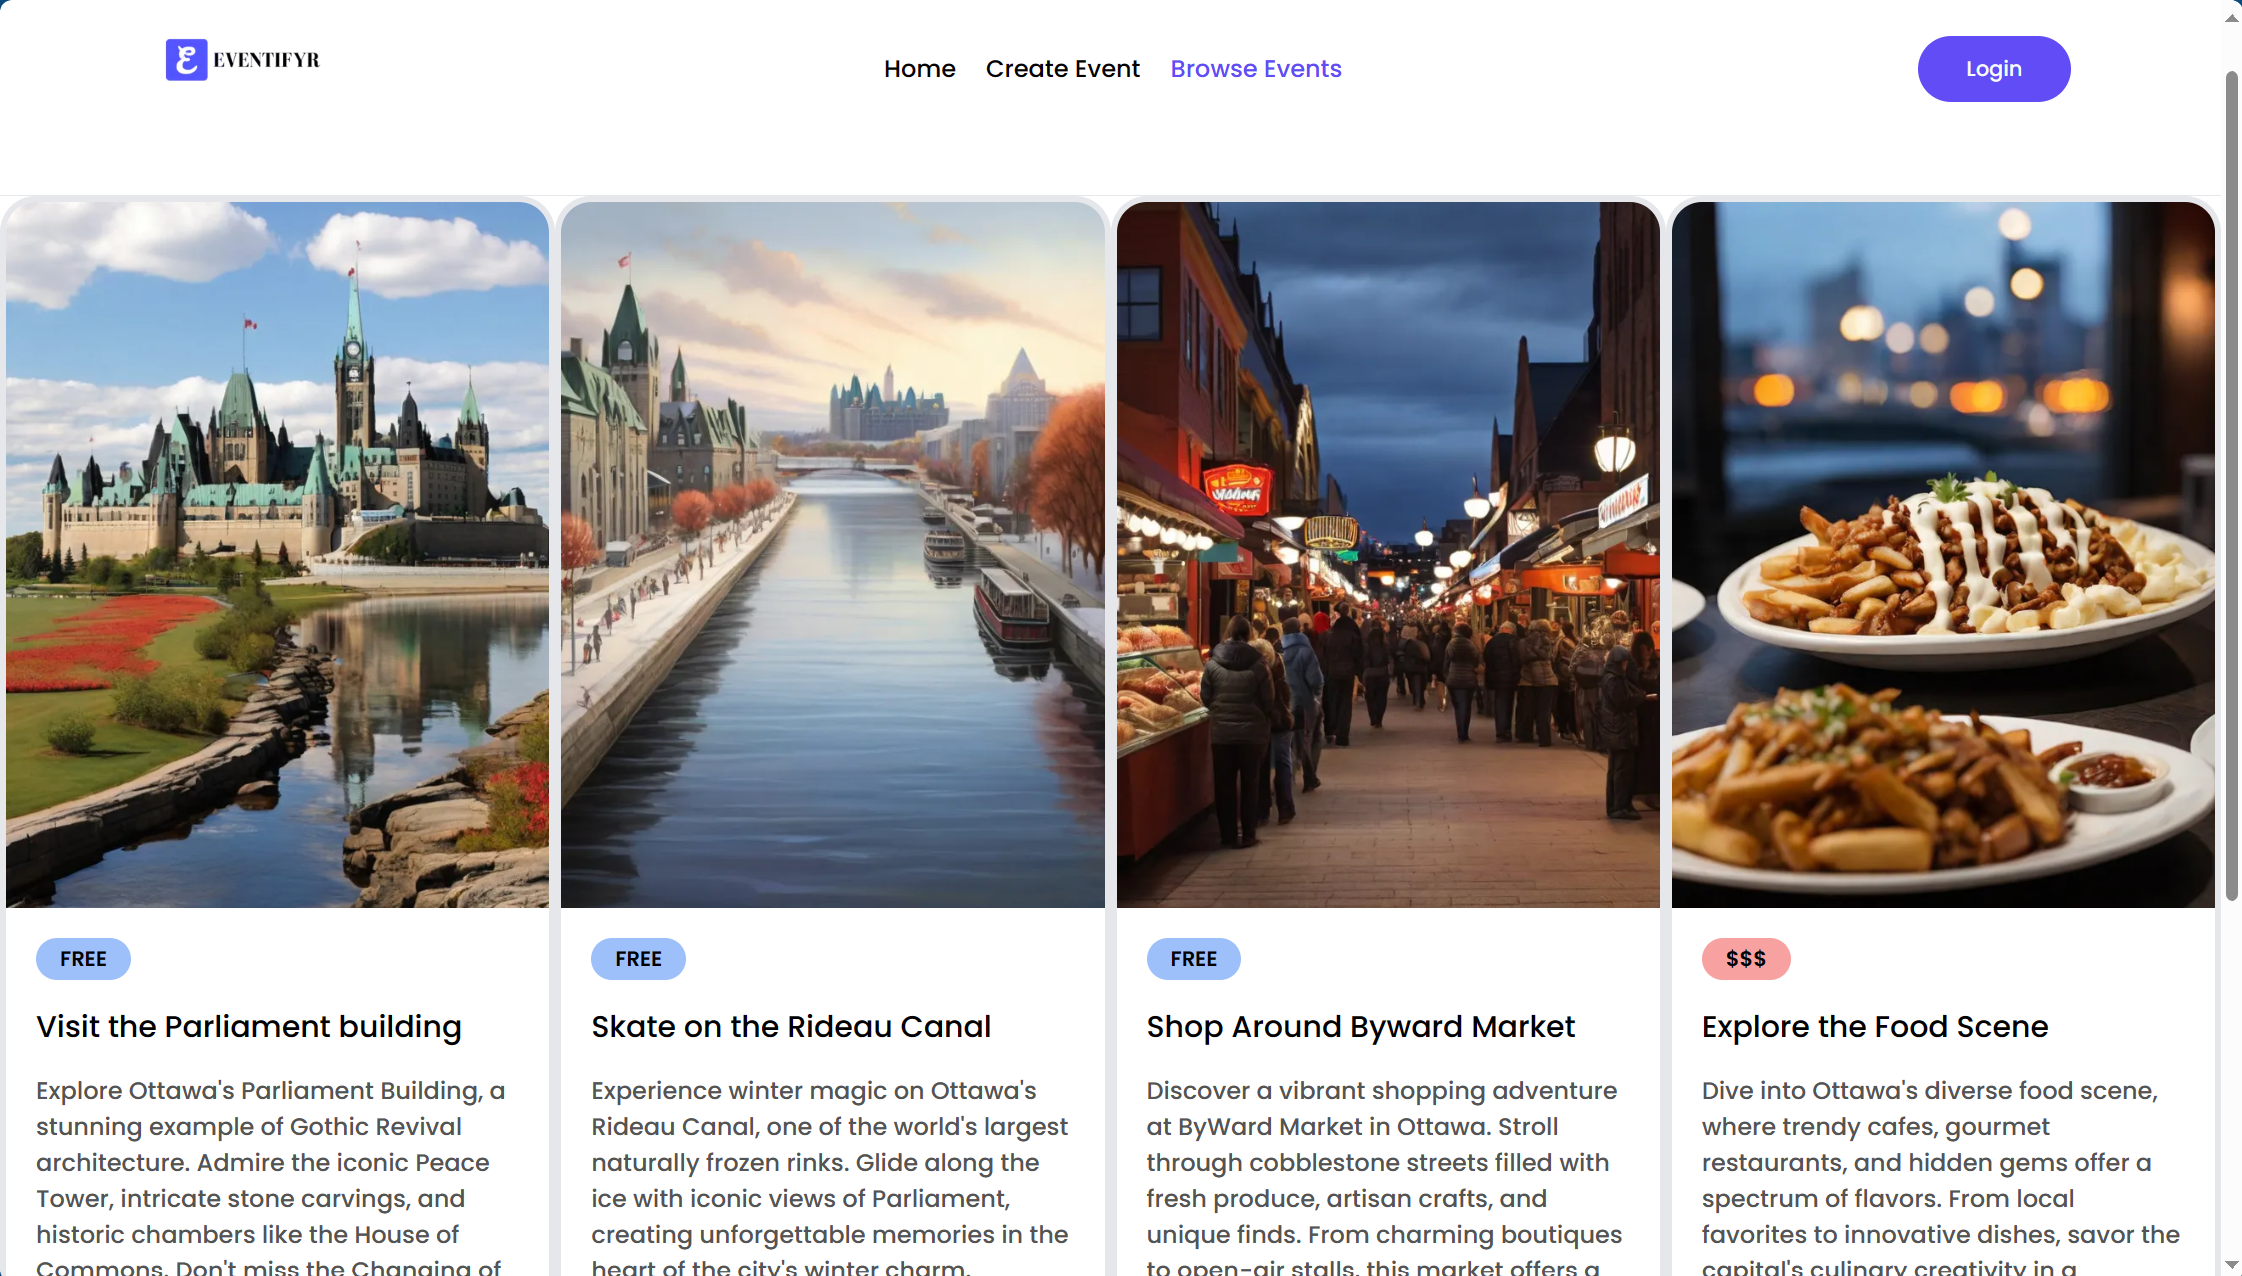 EVENTIFYR
Home Create Event Browse Events
Login
FREE
Visit the Parliament building
Explore Ottawa's Parliament Building, a
stunning example of Gothic Revival
architecture. Admire the iconic Peace
Tower, intricate stone carvings, and
historic chambers like the House of
Commons. Don't miss the Changing of
FREE
Skate on the Rideau Canal
Experience winter magic on Ottawa's
Rideau Canal, one of the world's largest
naturally frozen rinks. Glide along the
ice with iconic views of Parliament,
creating unforgettable memories in the
heart of the city's winter charm.
FREE
Shop Around Byward Market
Discover a vibrant shopping adventure
at ByWard Market in Ottawa. Stroll
through cobblestone streets filled with
fresh produce, artisan crafts, and
unique finds. From charming boutiques
to open-air stalls, this market offers a
$$$
Explore the Food Scene
Dive into Ottawa's diverse food scene,
where trendy cafes, gourmet
restaurants, and hidden gems offer a
spectrum of flavors. From local
favorites to innovative dishes, savor the
capital's culinary creativity in a